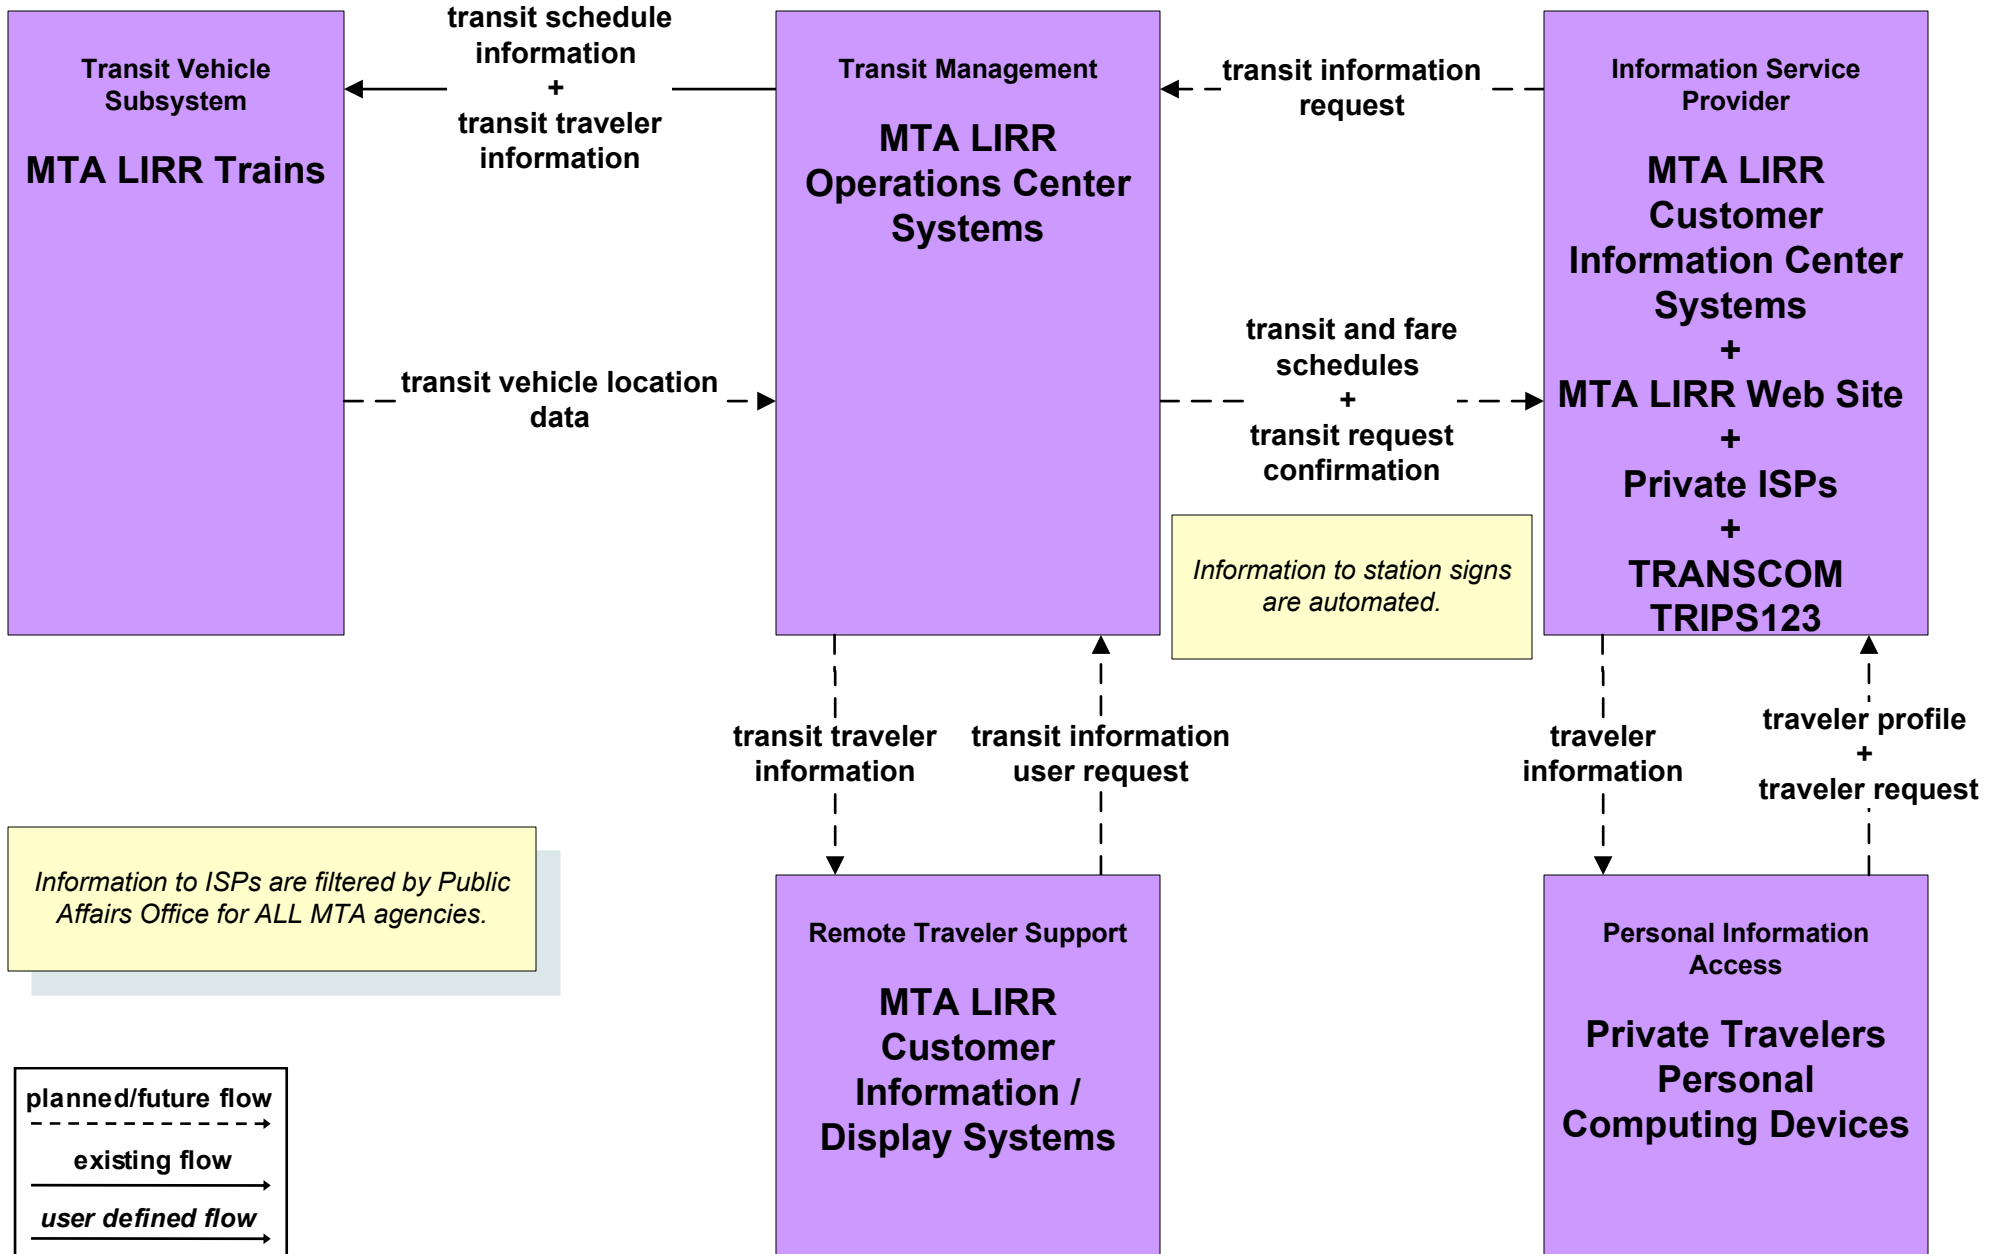 Transit Vehicle
Subsystem
MTA LIRR Trains
transit schedule
information
+
transit traveler
information
Transit Management
MTA LIRR
Operations Center
Systems
transit information
request
Information Service
Provider
MTA LIRR
Customer
Information Center
Systems
+
MTA LIRR Web Site
+
Private ISPs
+
TRANSCOM
TRIPS123
transit vehicle location
data
transit and fare
schedules
+
transit request
confirmation
Information to station signs
are automated.
transit traveler
information
transit information
user request
traveler
information
traveler profile
+
traveler request
Information to ISPs are filtered by Public
Affairs Office for ALL MTA agencies.
Remote Traveler Support
MTA LIRR
Customer
Information /
Display Systems
Personal Information
Access
Private Travelers
Personal
Computing Devices
planned/future flow
existing flow
user defined flow